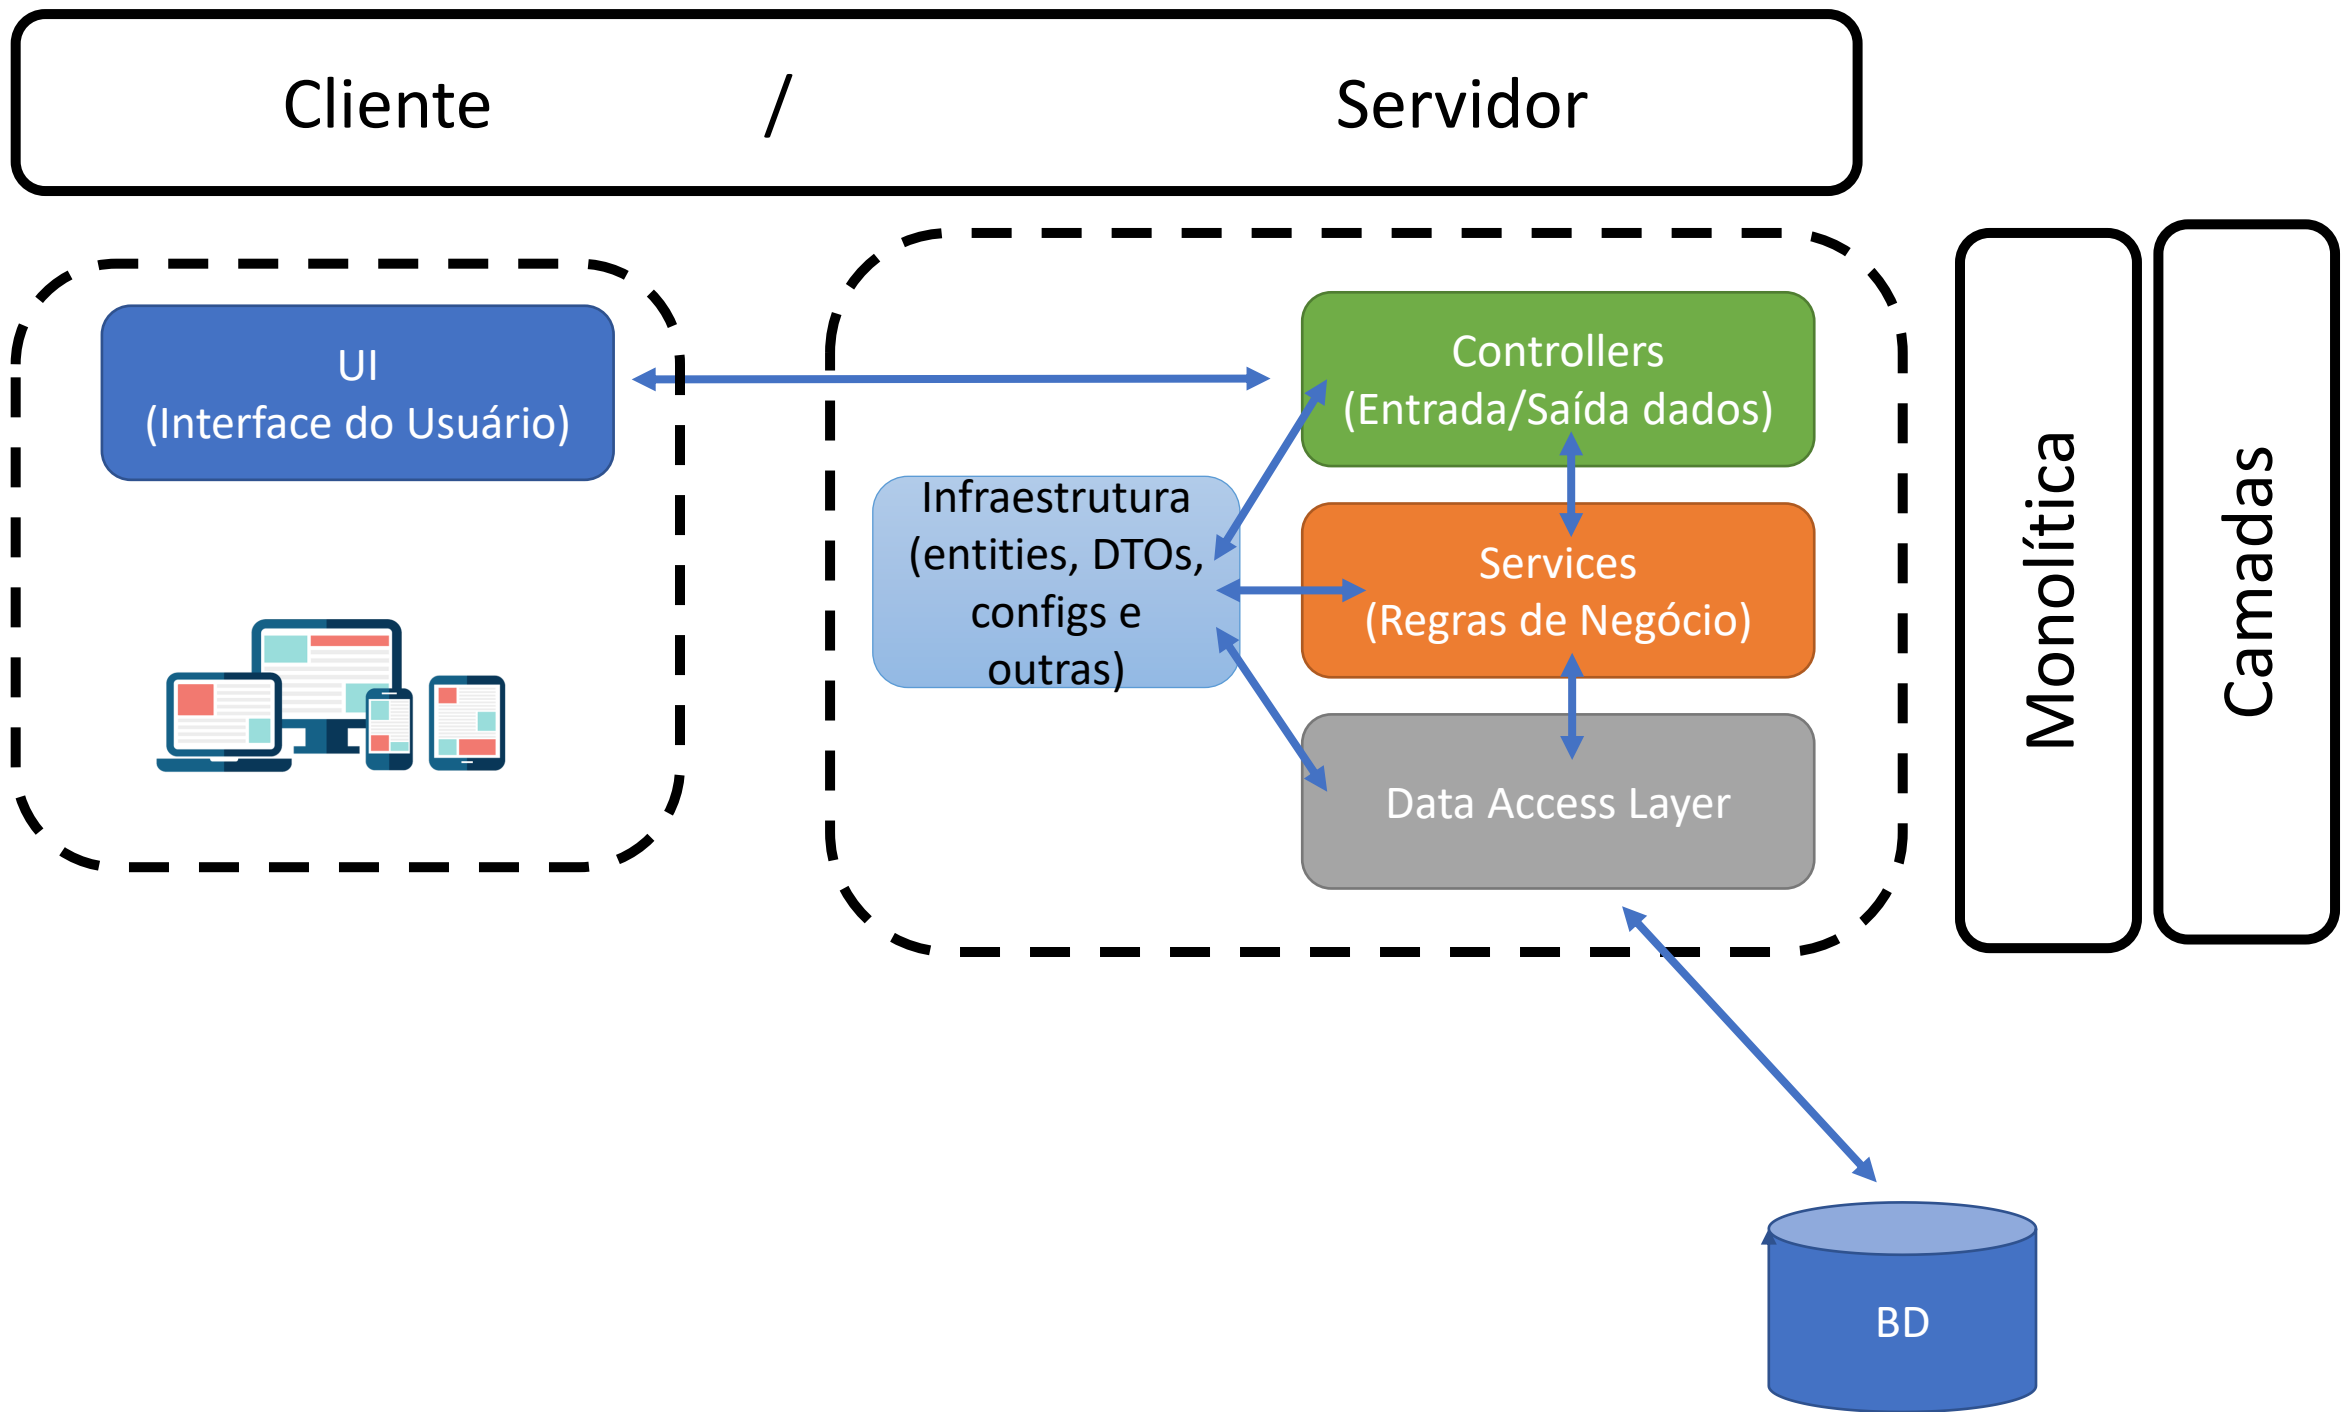 Cliente / Servidor
UI
(Interface do Usuário)
Controllers
(Entrada/Saída dados)
Infraestrutura
(entities, DTOs,
configs e
outras)
Services
(Regras de Negócio)
Data Access Layer
Monolítica
Camadas
BD